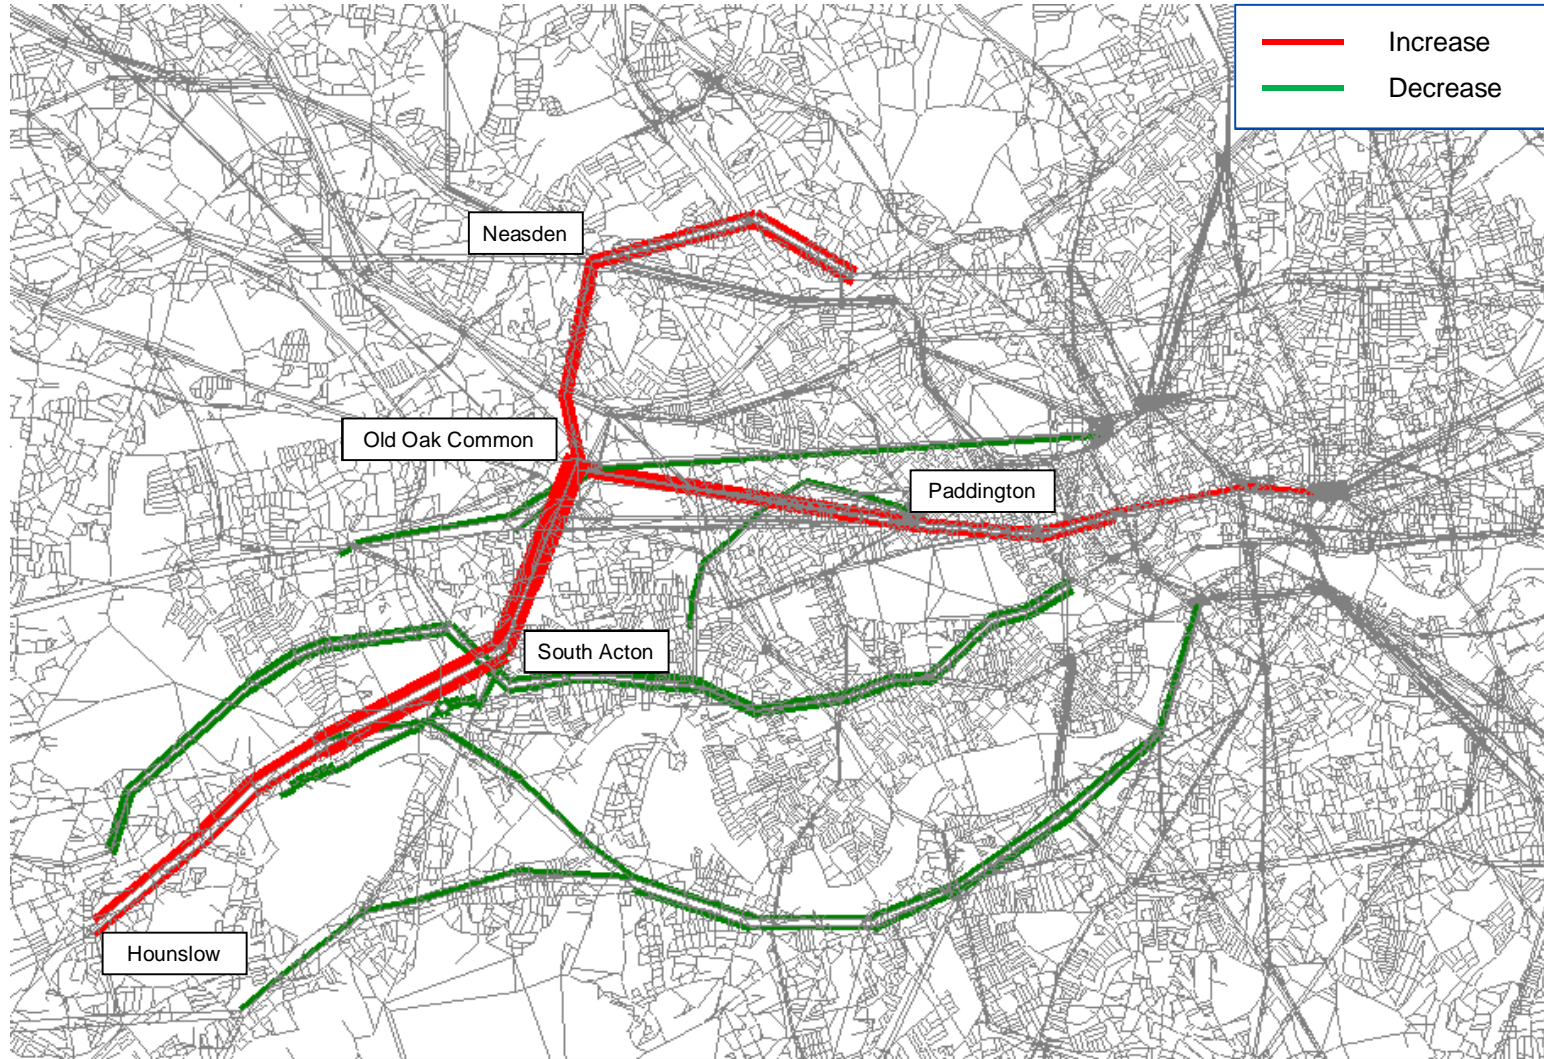 Increase
Decrease
Neasden
Old Oak Common
Paddington
South Acton
Hounslow